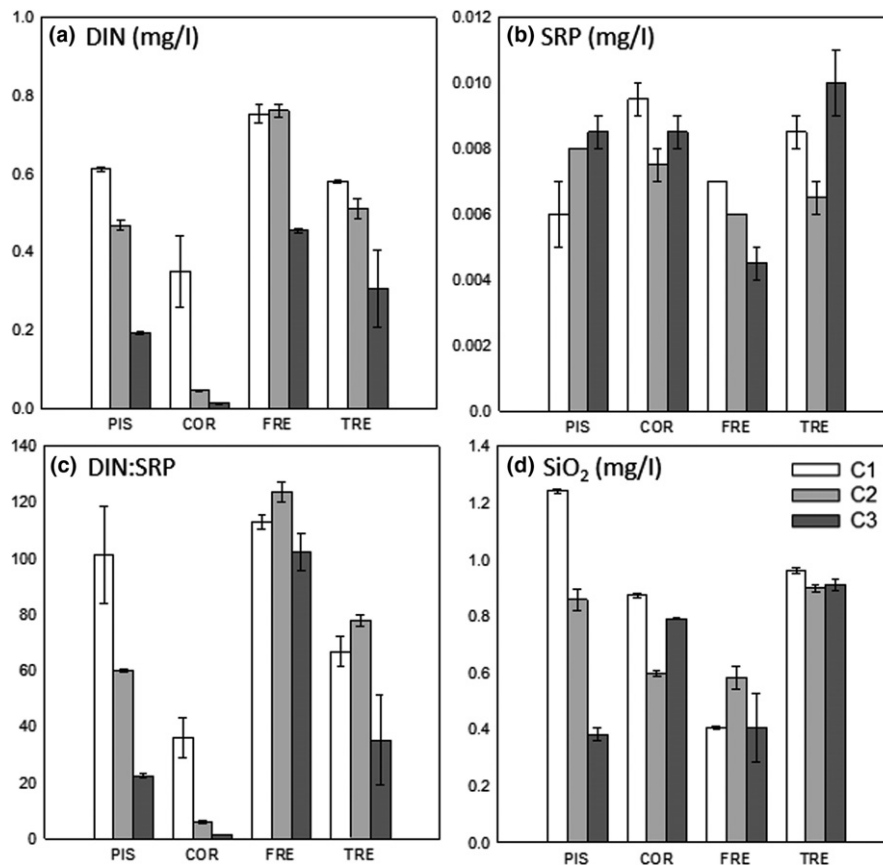 (a) DIN (mg/l)
1.0
0.8
0.6
0.4
0.2
0.0
PIS COR FRE TRE
(b) SRP (mg/l)
0.012
0.010
0.008
0.006
0.004
0.002
0.000
PIS COR FRE TRE
(c) DIN:SRP
140
120
100
80
60
40
20
0
PIS COR FRE TRE
(d) SiO₂ (mg/l)
1.4
1.2
1.0
0.8
0.6
0.4
0.2
0.0
C1
C2
C3
PIS COR FRE TRE